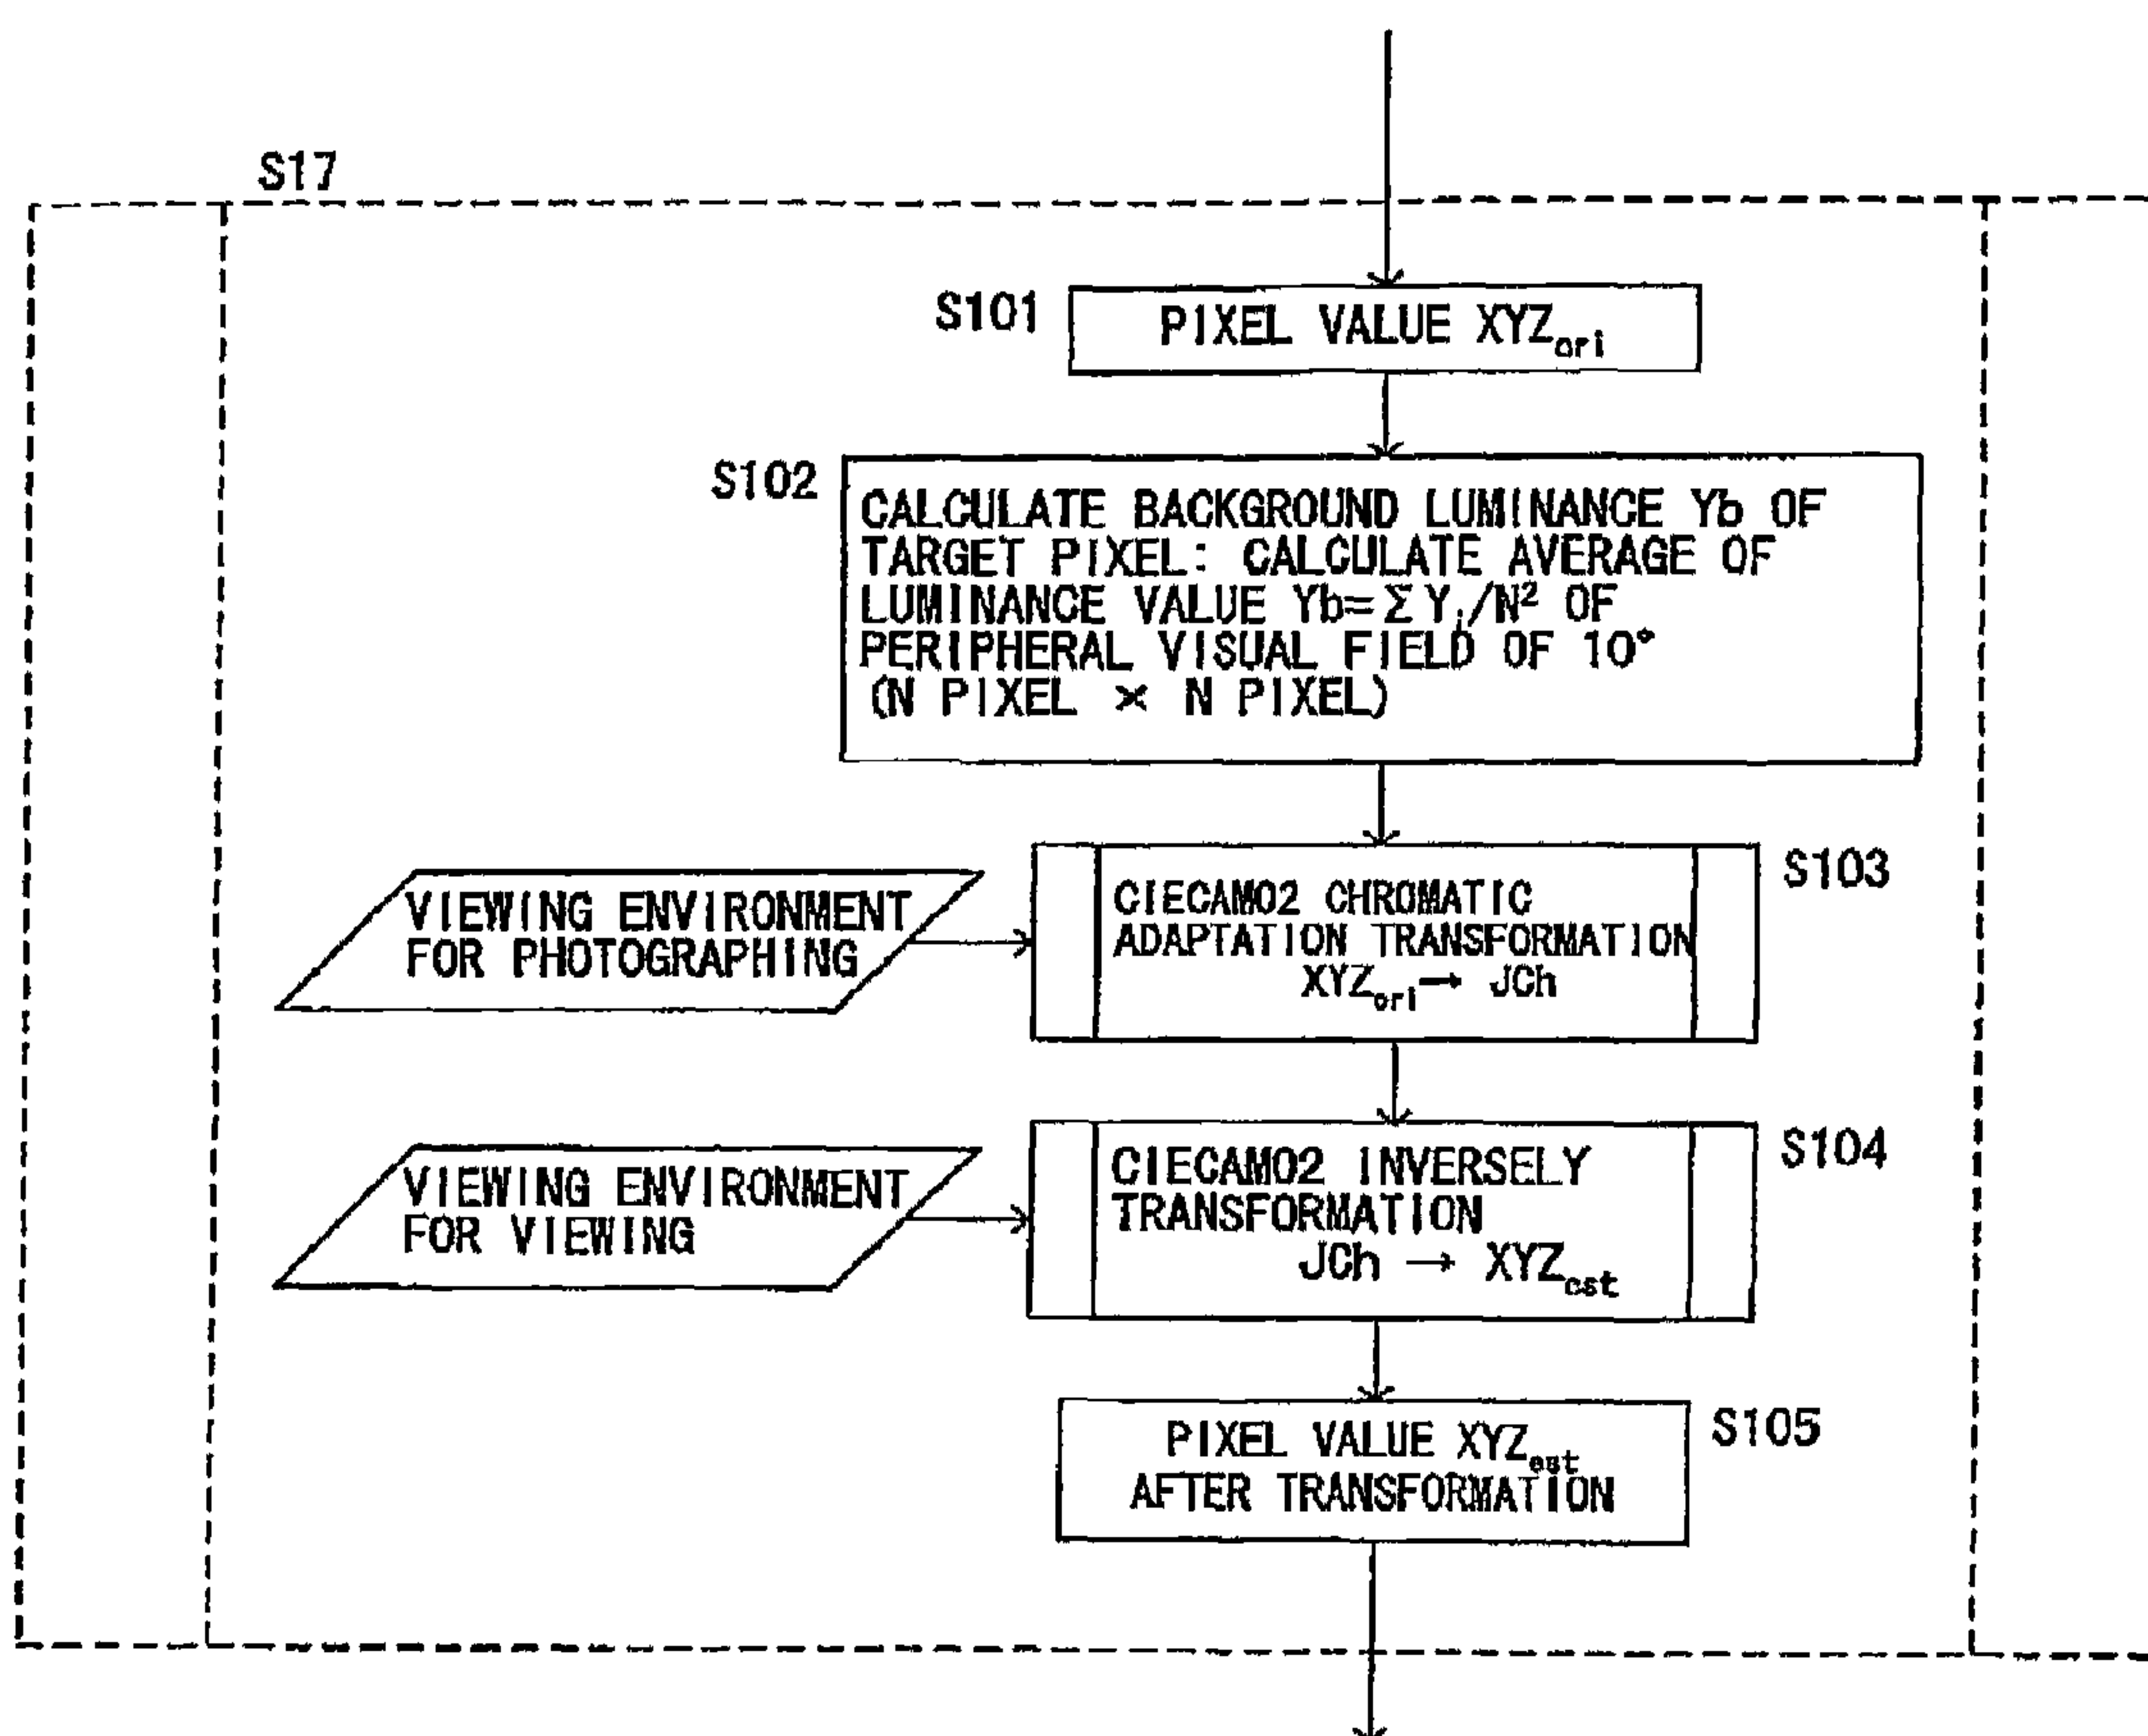 S17
S101
PIXEL VALUE XYZori
S102
CALCULATE BACKGROUND LUMINANCE Yb OF
TARGET PIXEL: CALCULATE AVERAGE OF
LUMINANCE VALUE Yb=ΣYi/N² OF
PERIPHERAL VISUAL FIELD OF 10°
(N PIXEL × N PIXEL)
VIEWING ENVIRONMENT
FOR PHOTOGRAPHING
S103
CIECAM02 CHROMATIC
ADAPTATION TRANSFORMATION
XYZori→ JCh
VIEWING ENVIRONMENT
FOR VIEWING
S104
CIECAM02 INVERSELY
TRANSFORMATION
JCh → XYZest
S105
PIXEL VALUE XYZest
AFTER TRANSFORMATION